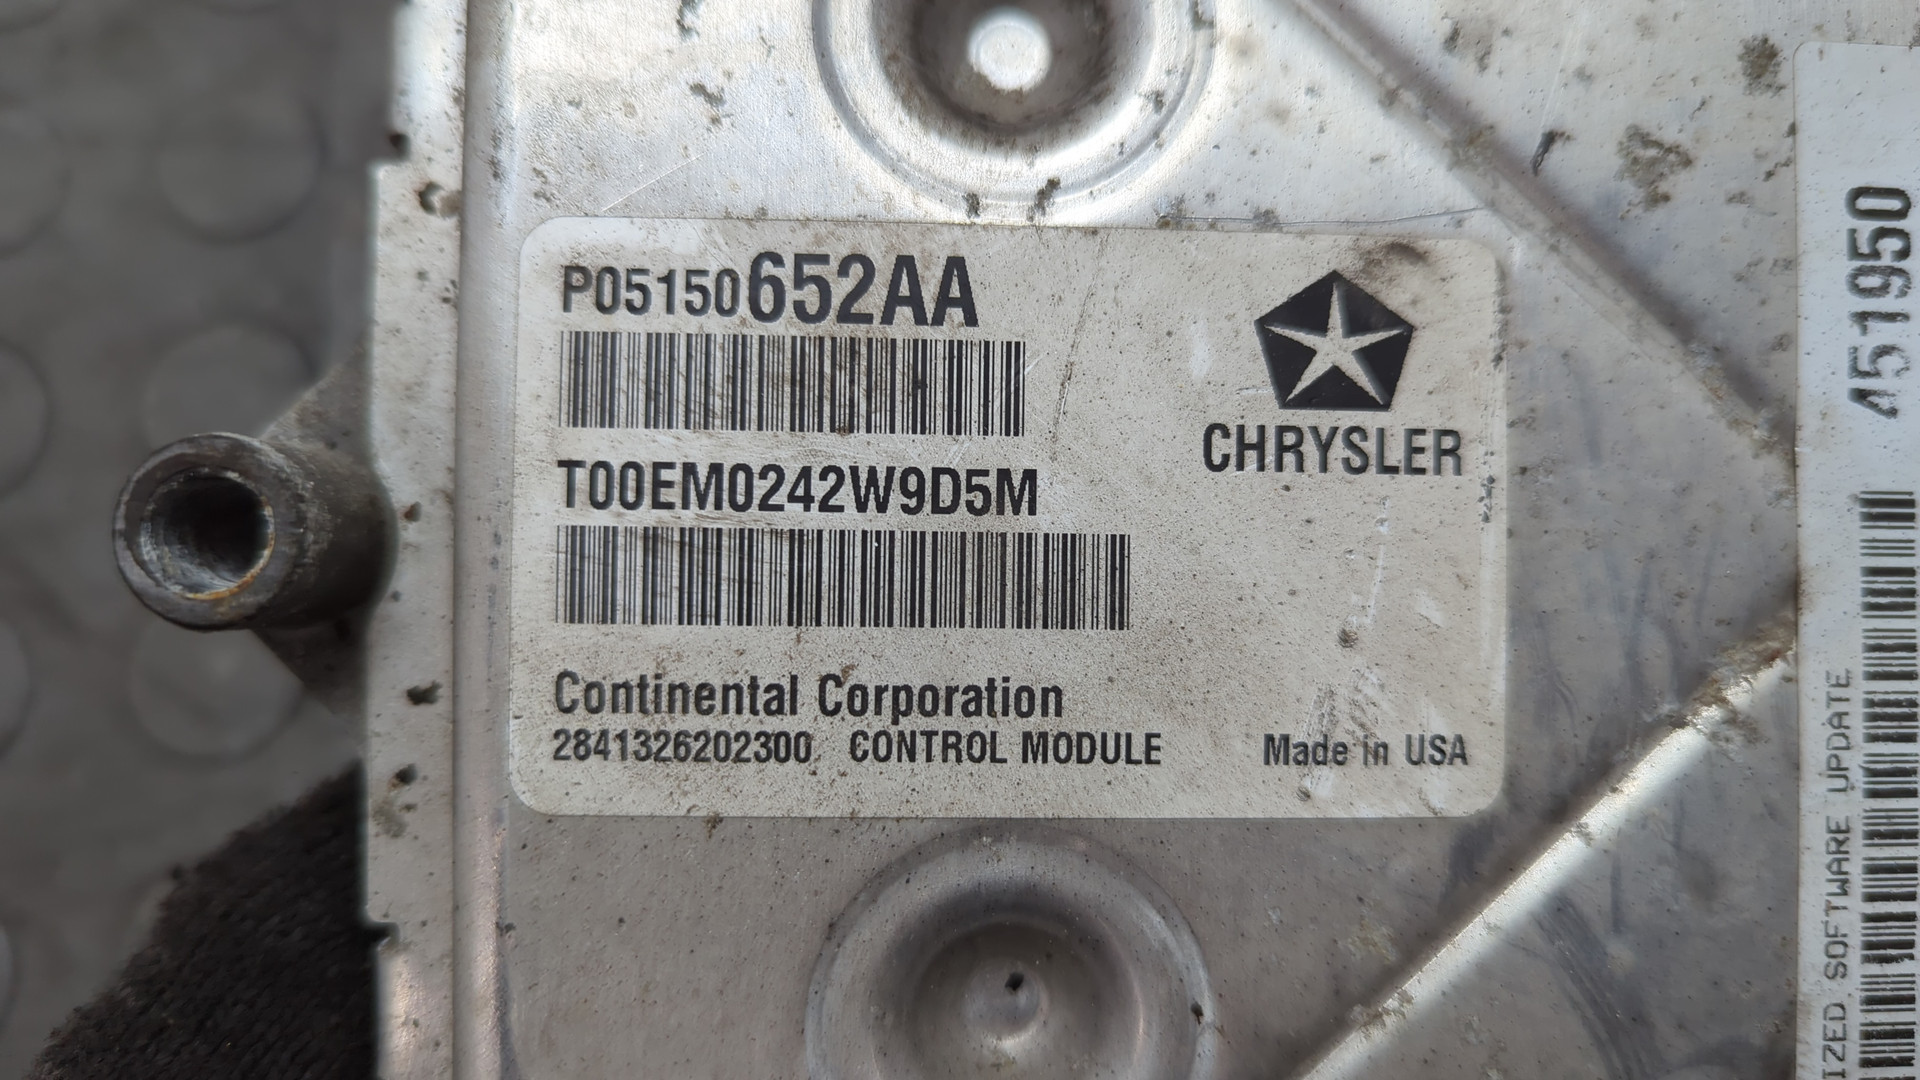 P05150652AA
T00EM0242W9D5M
CHRYSLER
Continental Corporation
2841326202300 CONTROL MODULE
Made in USA
451950
IZED SOFTWARE UPDATE